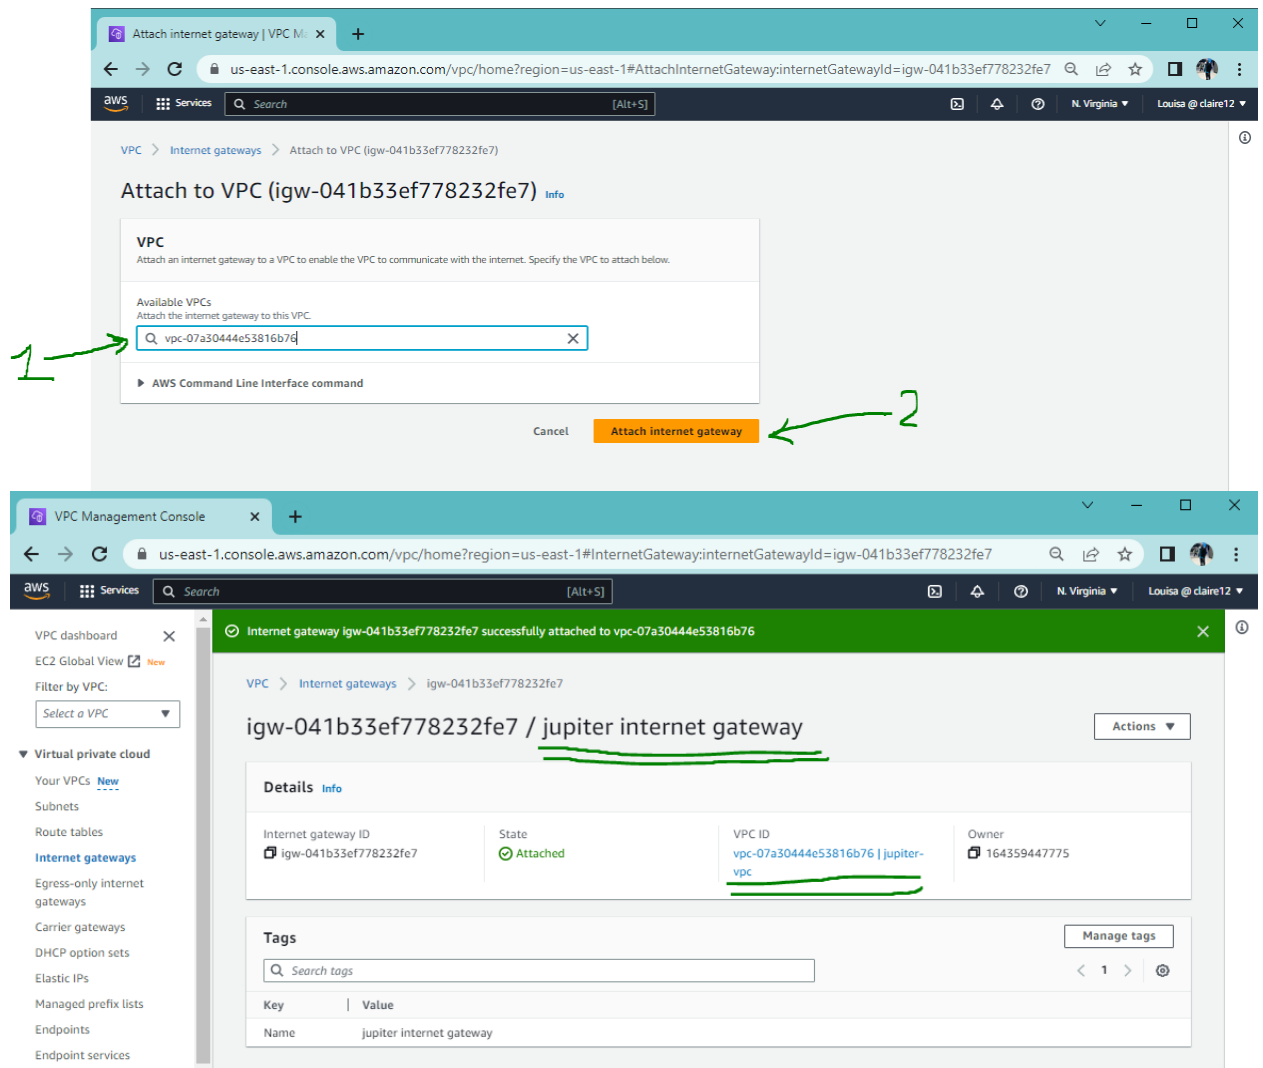 Attach internet gateway | VPC Ma
us-east-1.console.aws.amazon.com/vpc/home?region=us-east-1#AttachInternetGateway:internetGatewayId=igw-041b33ef778232fe7
aws Services Search [Alt+S] N. Virginia Louisa @ claire12
VPC Internet gateways Attach to VPC (igw-041b33ef778232fe7)
Attach to VPC (igw-041b33ef778232fe7) Info
VPC
Attach an internet gateway to a VPC to enable the VPC to communicate with the internet. Specify the VPC to attach below.
Available VPCs
Attach the internet gateway to this VPC.
1 vpc-07a30444e53816b76
AWS Command Line Interface command
2
Cancel Attach internet gateway
VPC Management Console
us-east-1.console.aws.amazon.com/vpc/home?region=us-east-1#InternetGateway:internetGatewayId=igw-041b33ef778232fe7
aws Services Search [Alt+S] N. Virginia Louisa @ claire12
Internet gateway igw-041b33ef778232fe7 successfully attached to vpc-07a30444e53816b76
VPC dashboard
EC2 Global View New
Filter by VPC:
Select a VPC
Virtual private cloud
Your VPCs New
Subnets
Route tables
Internet gateways
Egress-only internet
gateways
Carrier gateways
DHCP option sets
Elastic IPs
Managed prefix lists
Endpoints
Endpoint services
VPC Internet gateways igw-041b33ef778232fe7
igw-041b33ef778232fe7 / jupiter internet gateway Actions
Details Info
Internet gateway ID
igw-041b33ef778232fe7
State
Attached
VPC ID
vpc-07a30444e53816b76 | jupiter-
vpc
Owner
164359447775
Tags Manage tags
Search tags 1
Key Value
Name jupiter internet gateway